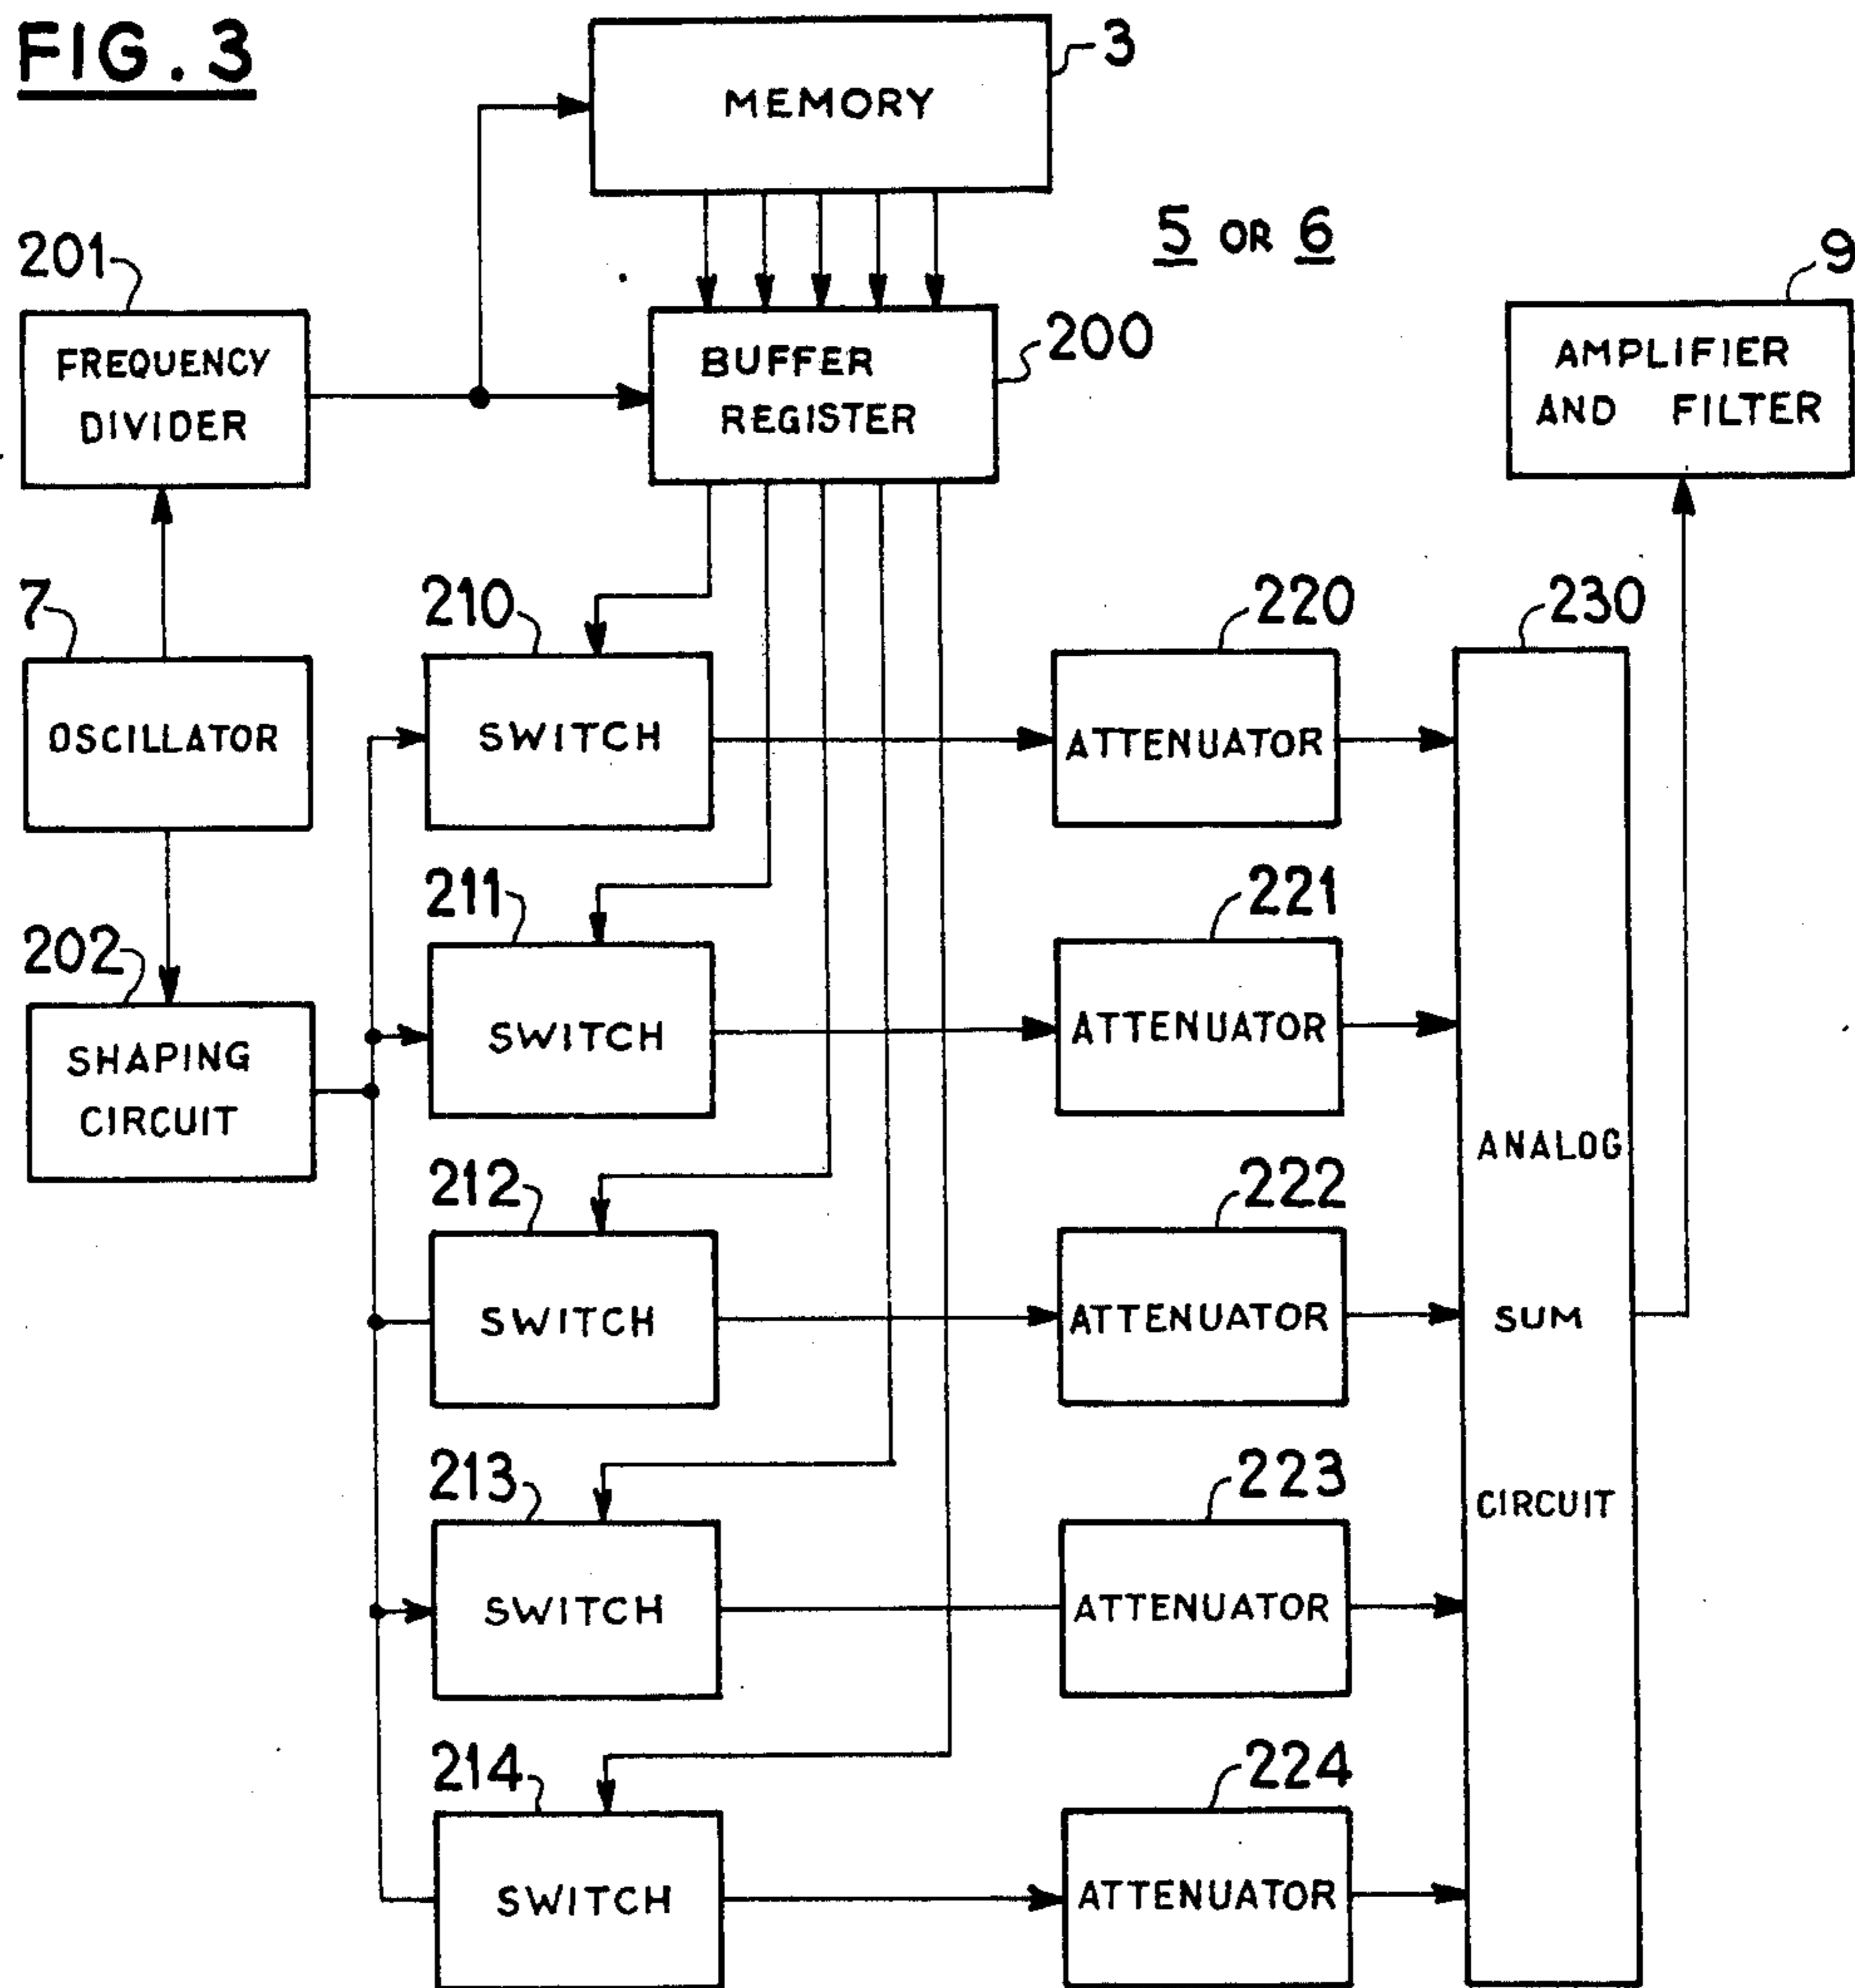 FIG. 3
3
MEMORY
5 OR 6
201
9
FREQUENCY
DIVIDER
200
BUFFER
REGISTER
AMPLIFIER
AND FILTER
7
210
220
230
OSCILLATOR
SWITCH
ATTENUATOR
211
221
202
SWITCH
ATTENUATOR
SHAPING
CIRCUIT
ANALOG
SUM
CIRCUIT
212
222
SWITCH
ATTENUATOR
213
223
SWITCH
ATTENUATOR
214
224
SWITCH
ATTENUATOR